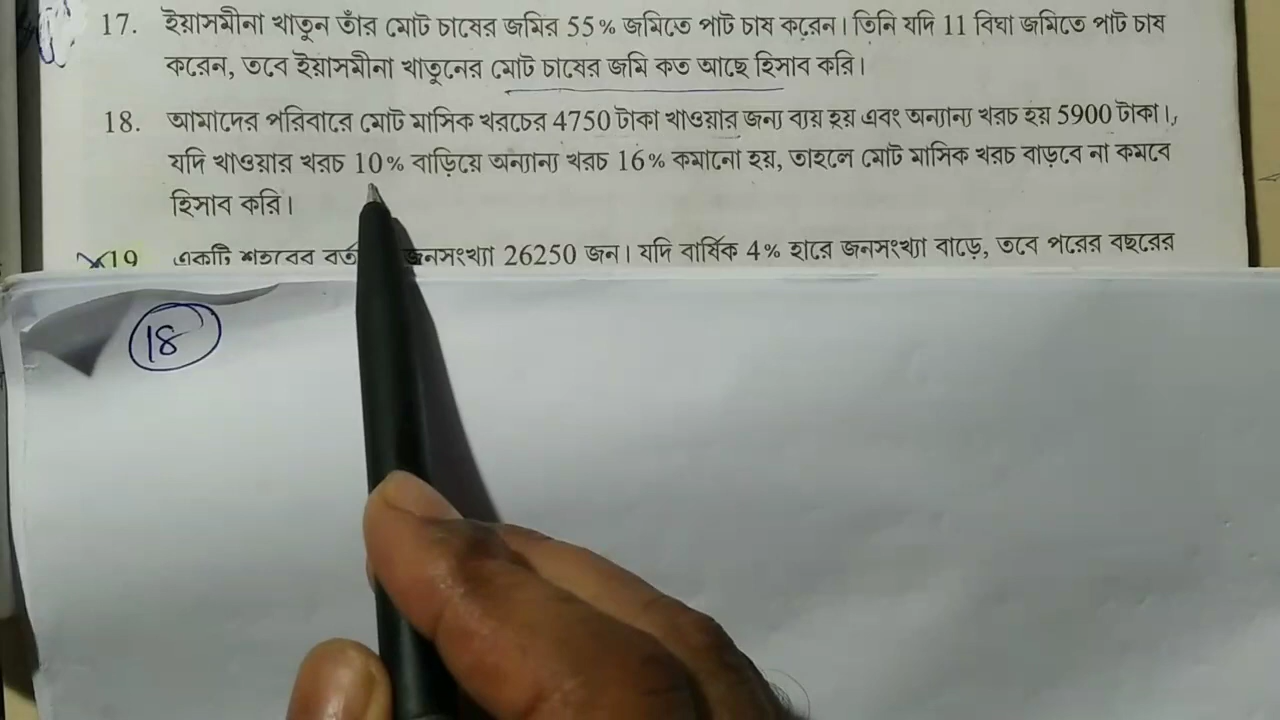 17. ইয়াসমীনা খাতুন তাঁর মোট চাষের জমির 55% জমিতে পাট চাষ করেন। তিনি যদি 11 বিঘা জমিতে পাট চাষ
করেন, তবে ইয়াসমীনা খাতুনের মোট চাষের জমি কত আছে হিসাব করি।
18. আমাদের পরিবারে মোট মাসিক খরচের 4750 টাকা খাওয়ার জন্য ব্যয় হয় এবং অন্যান্য খরচ হয় 5900 টাকা।
যদি খাওয়ার খরচ 10% বাড়িয়ে অন্যান্য খরচ 16% কমানো হয়, তাহলে মোট মাসিক খরচ বাড়বে না কমবে
হিসাব করি।
19 একটি শহরের জনসংখ্যা 26250 জন। যদি বার্ষিক 4% হারে জনসংখ্যা বাড়ে, তবে পরের বছরের
18